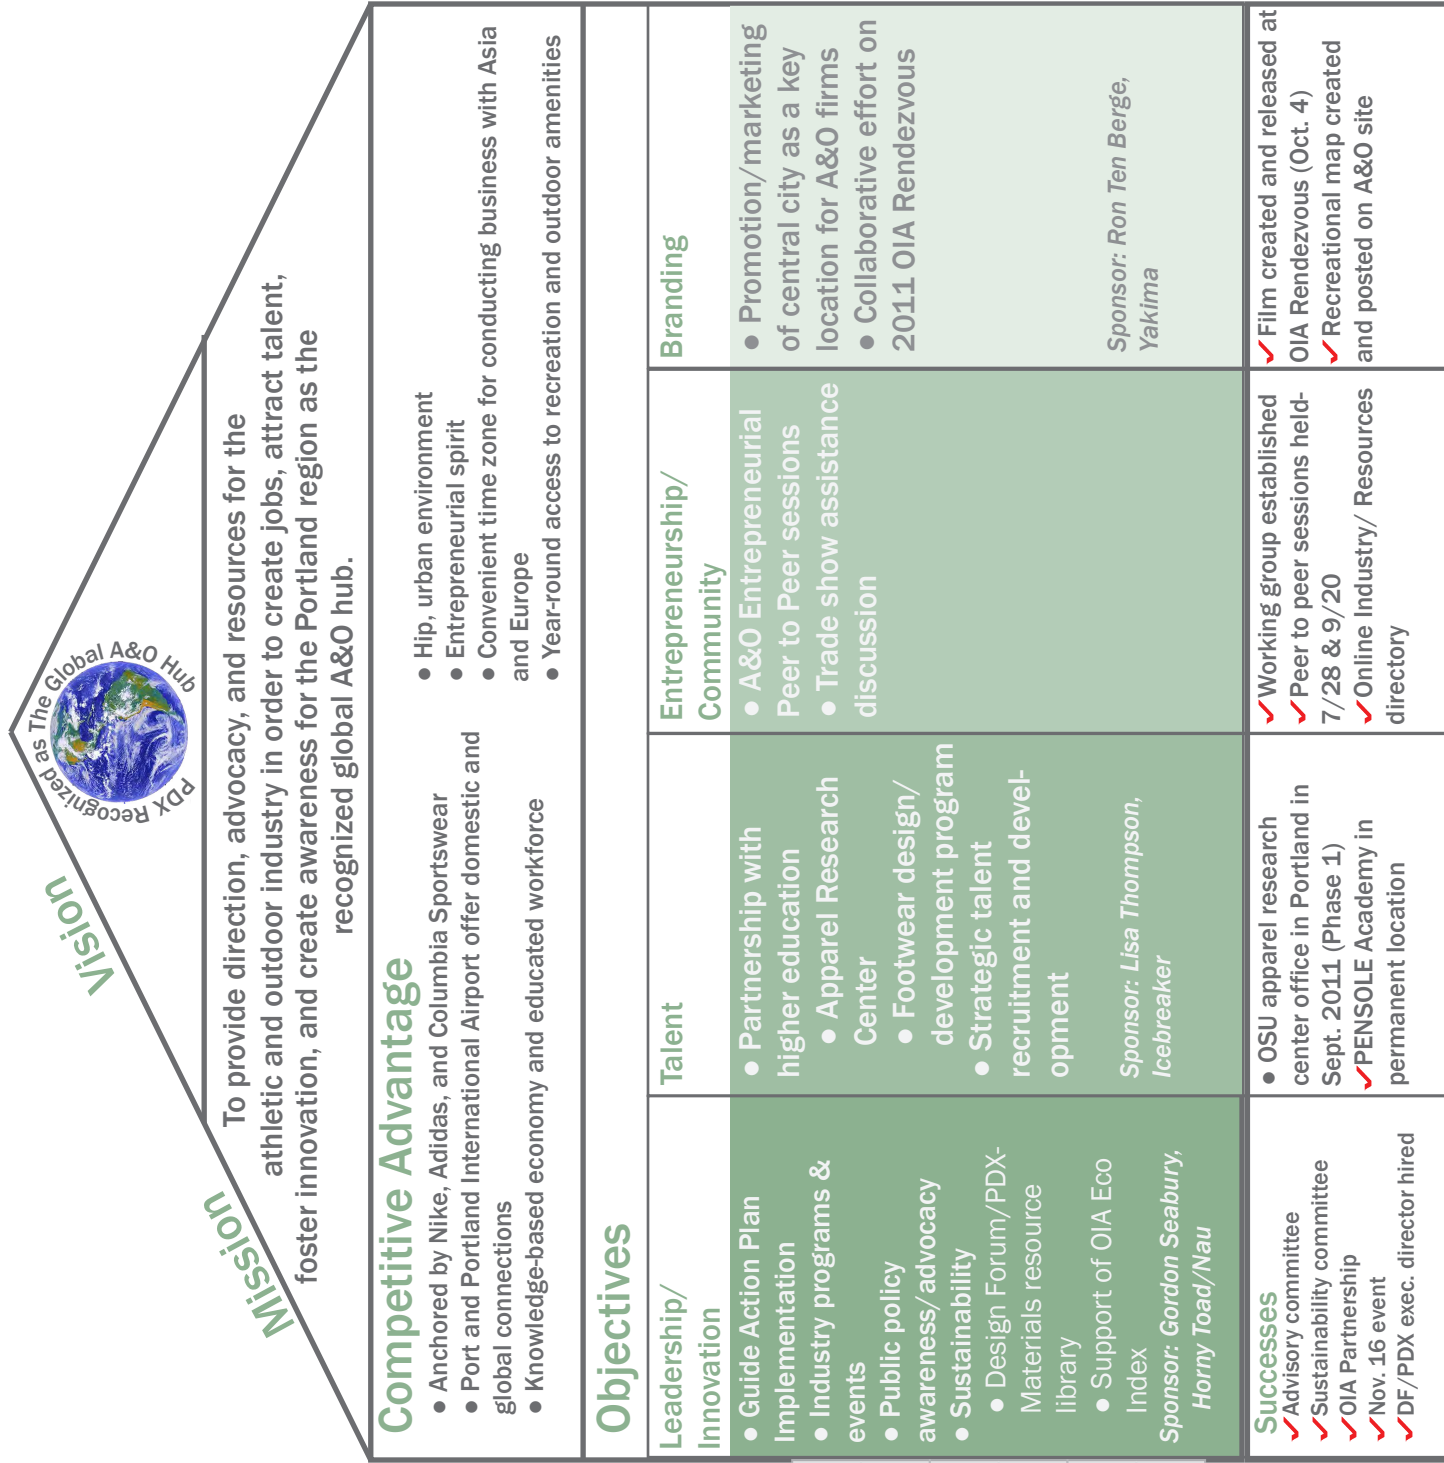 Vision
PDX Recognized as The Global A&O Hub
Mission
To provide direction, advocacy, and resources for the
athletic and outdoor industry in order to create jobs, attract talent,
foster innovation, and create awareness for the Portland region as the
recognized global A&O hub.
Competitive Advantage
● Anchored by Nike, Adidas, and Columbia Sportswear
● Port and Portland International Airport offer domestic and
global connections
● Knowledge-based economy and educated workforce
● Hip, urban environment
● Entrepreneurial spirit
● Convenient time zone for conducting business with Asia
and Europe
● Year-round access to recreation and outdoor amenities
Objectives
Leadership/
Innovation
● Guide Action Plan
Implementation
● Industry programs &
events
● Public policy
awareness/advocacy
● Sustainability
● Design Forum/PDX-
Materials resource
library
● Support of OIA Eco
Index
Sponsor: Gordon Seabury,
Horny Toad/Nau
Talent
● Partnership with
higher education
● Apparel Research
Center
● Footwear design/
development program
● Strategic talent
recruitment and devel-
opment
Sponsor: Lisa Thompson,
Icebreaker
Entrepreneurship/
Community
● A&O Entrepreneurial
Peer to Peer sessions
● Trade show assistance
discussion
Branding
● Promotion/marketing
of central city as a key
location for A&O firms
● Collaborative effort on
2011 OIA Rendezvous
Sponsor: Ron Ten Berge,
Yakima
Successes
✓Advisory committee
✓Sustainability committee
✓OIA Partnership
✓Nov. 16 event
✓DF/PDX exec. director hired
● OSU apparel research
center office in Portland in
Sept. 2011 (Phase 1)
✓PENSOLE Academy in
permanent location
✓Working group established
✓Peer to peer sessions held-
7/28 & 9/20
✓Online Industry/ Resources
directory
✓Film created and released at
OIA Rendezvous (Oct. 4)
✓Recreational map created
and posted on A&O site